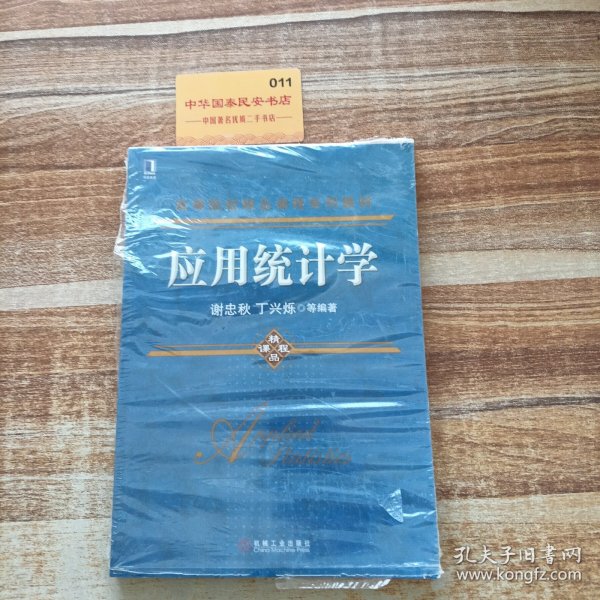 011
中华国泰民安书店
中国著名优质二手书店
应用统计学
谢忠秋 丁兴烁◎等编著
精
课程
品
Applied
Statistics
机械工业出版社
China Machine Press
孔夫子旧书网
www.kongfz.com